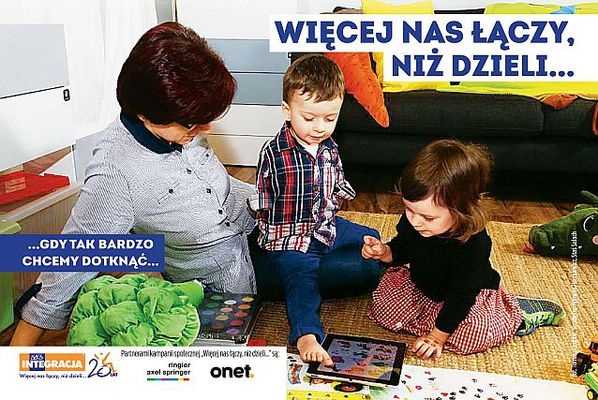 WIĘCEJ NAS ŁĄCZY,
NIŻ DZIELI...
...GDY TAK BARDZO
CHCEMY DOTKNĄĆ...
INTEGRACJA
Więcej nas łączy, niż dzieli...
25 LAT
Partnerami kampanii społecznej „Więcej nas łączy, niż dzieli...” są:
ringier
axel springer
onet.